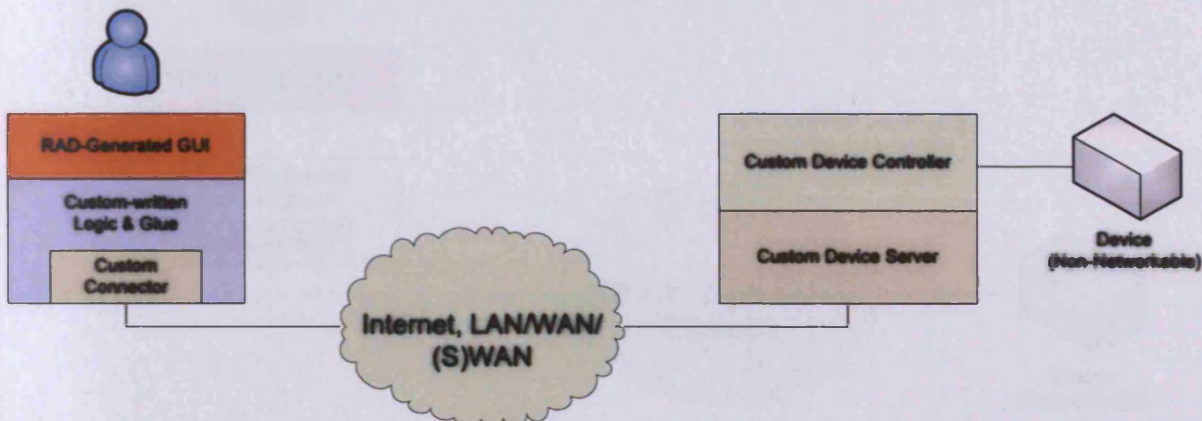 RAD-Generated GUI
Custom-written
Logic & Glue
Custom
Connector
Internet, LAN/WAN/
(S)WAN
Custom Device Controller
Custom Device Server
Device
(Non-Networkable)